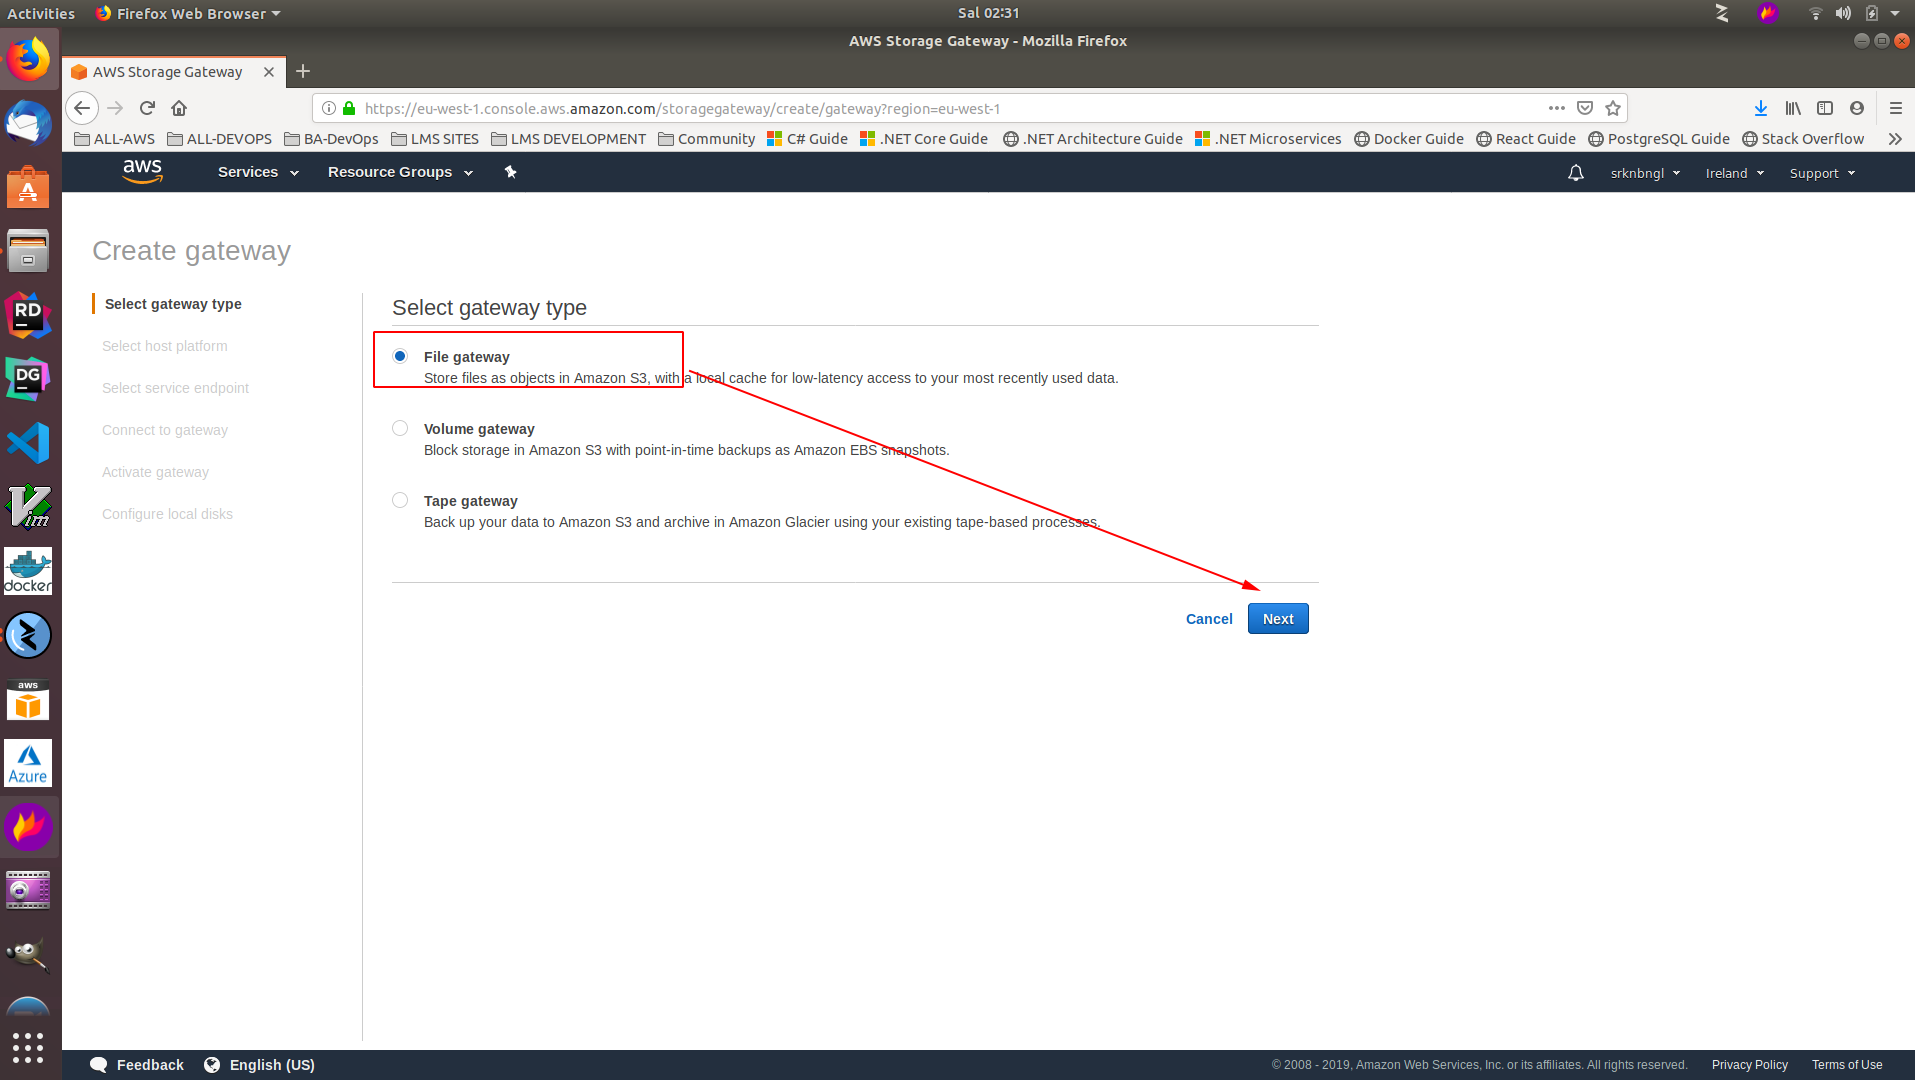 Activities Firefox Web Browser Sal 02:31
AWS Storage Gateway - Mozilla Firefox
AWS Storage Gateway
https://eu-west-1.console.aws.amazon.com/storagegateway/create/gateway?region=eu-west-1
ALL-AWS ALL-DEVOPS BA-DevOps LMS SITES LMS DEVELOPMENT Community C# Guide .NET Core Guide .NET Architecture Guide .NET Microservices Docker Guide React Guide PostgreSQL Guide Stack Overflow
aws Services Resource Groups srknbngl Ireland Support
Create gateway
Select gateway type
Select host platform
Select service endpoint
Connect to gateway
Activate gateway
Configure local disks
Select gateway type
File gateway
Store files as objects in Amazon S3, with a local cache for low-latency access to your most recently used data.
Volume gateway
Block storage in Amazon S3 with point-in-time backups as Amazon EBS snapshots.
Tape gateway
Back up your data to Amazon S3 and archive in Amazon Glacier using your existing tape-based processes.
Cancel Next
RD
DG
Vim
docker
aws
Azure
Feedback English (US) © 2008 - 2019, Amazon Web Services, Inc. or its affiliates. All rights reserved. Privacy Policy Terms of Use